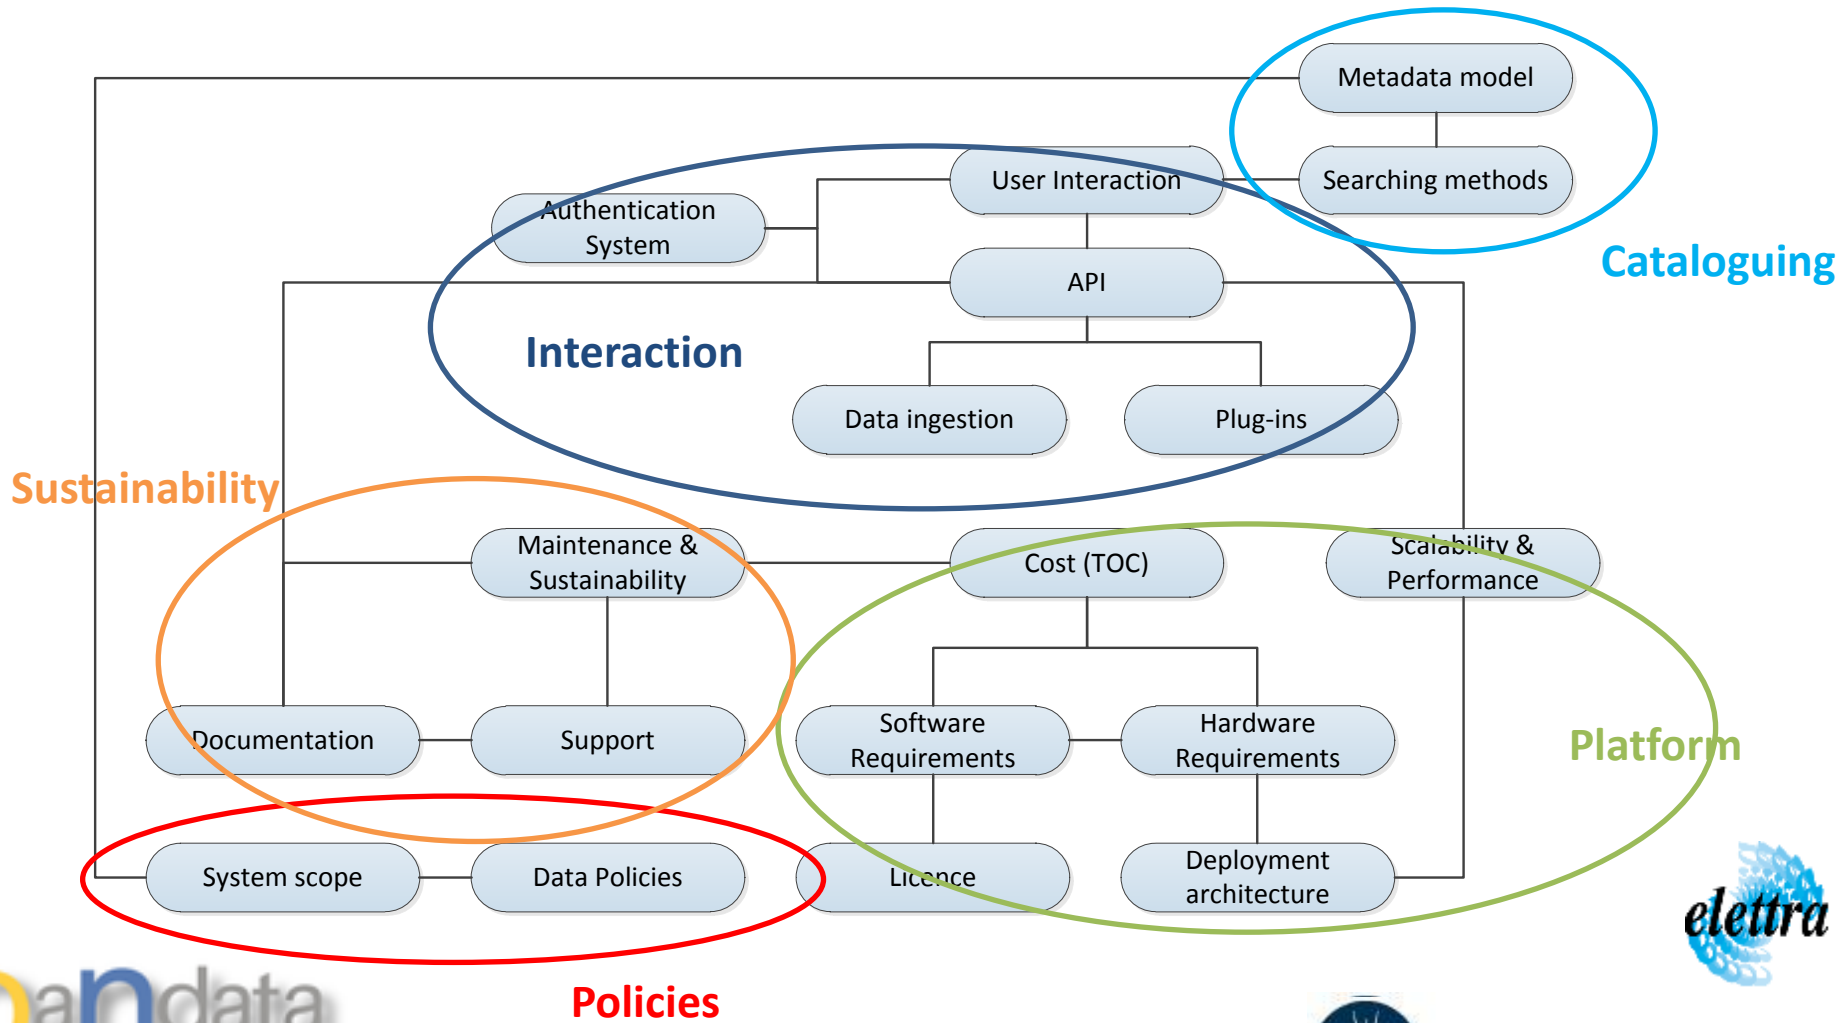 Metadata model
User Interaction
Searching methods
Authentication
System
Cataloguing
API
Interaction
Data ingestion
Plug-ins
Sustainability
Maintenance &
Sustainability
Cost (TOC)
Scalability &
Performance
Documentation
Support
Software
Requirements
Hardware
Requirements
Platform
System scope
Data Policies
Licence
Deployment
architecture
elettra
pandata
Policies